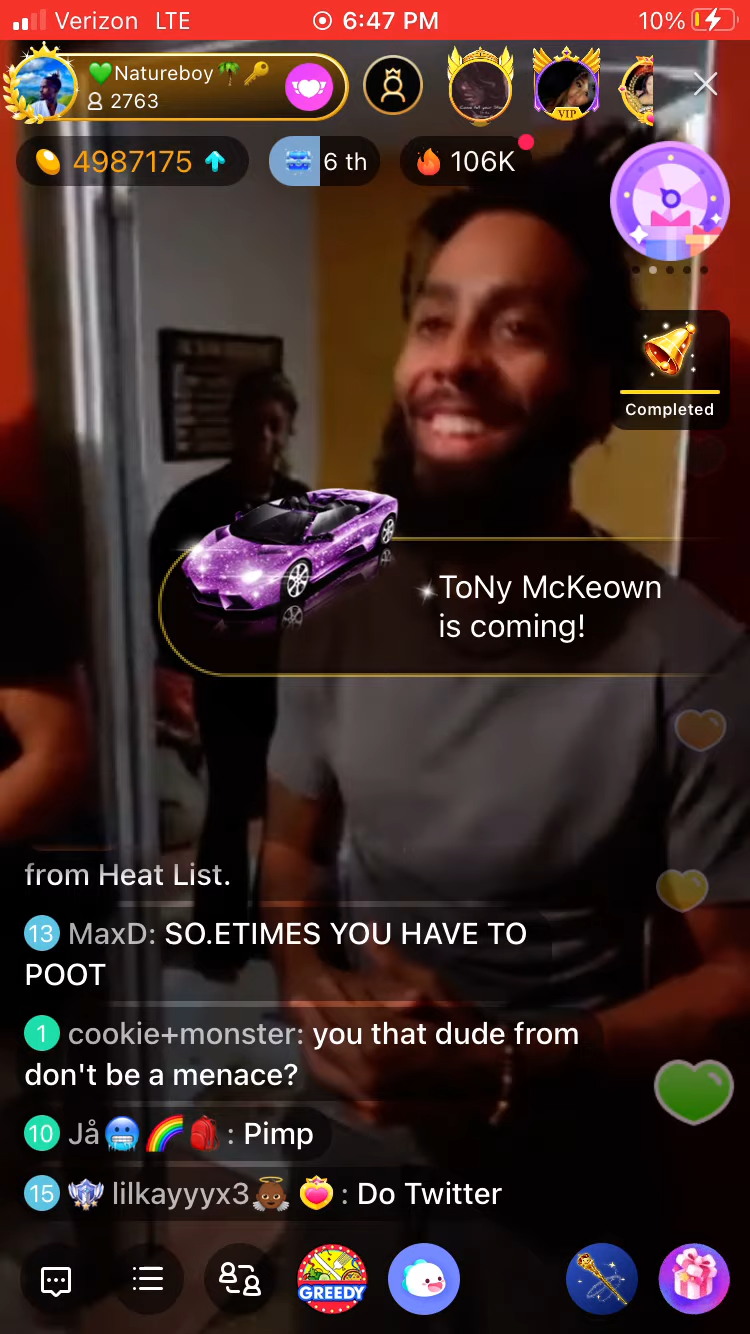 Verizon LTE 6:47 PM 10%
💚Natureboy🌴🔑
2763
VIP
4987175 6 th 106K
Completed
ToNy McKeown
is coming!
from Heat List.
13 MaxD: SO.ETIMES YOU HAVE TO
POOT
1 cookie+monster: you that dude from
don't be a menace?
10 Jå🥶🌈🎒: Pimp
15 lilkayyyx3👼🏾: Do Twitter
GREEDY